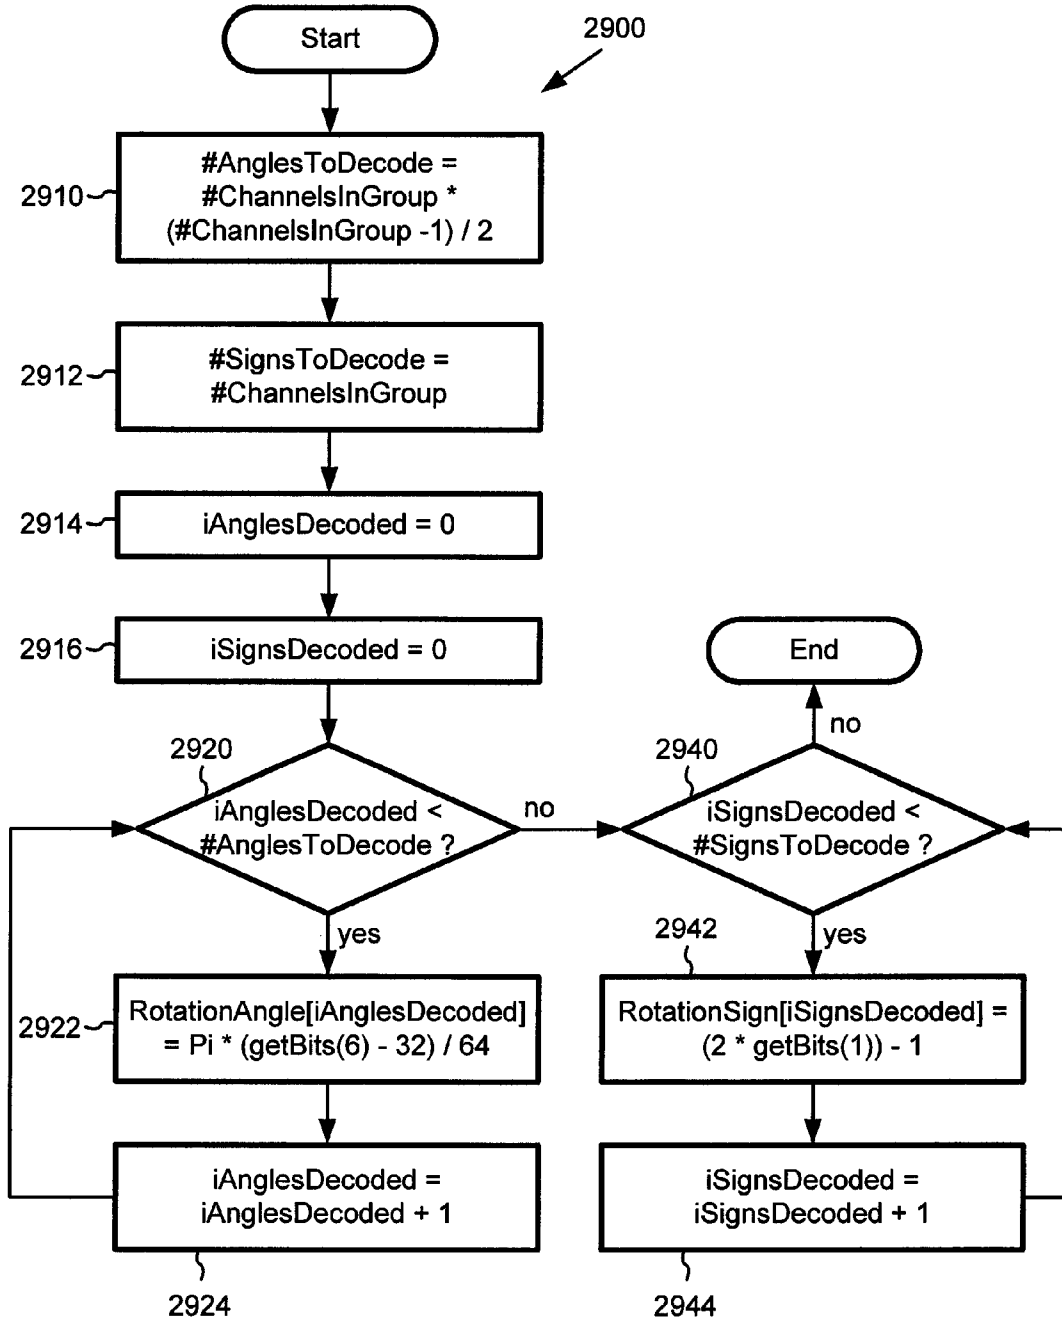 Start
2900
#AnglesToDecode =
#ChannelsInGroup *
(#ChannelsInGroup -1) / 2
2910
#SignsToDecode =
#ChannelsInGroup
2912
iAnglesDecoded = 0
2914
iSignsDecoded = 0
2916
End
no
2920
iAnglesDecoded <
#AnglesToDecode ?
no
2940
iSignsDecoded <
#SignsToDecode ?
yes
yes
2922
RotationAngle[iAnglesDecoded]
= Pi * (getBits(6) - 32) / 64
2942
RotationSign[iSignsDecoded] =
(2 * getBits(1)) - 1
iAnglesDecoded =
iAnglesDecoded + 1
2924
iSignsDecoded =
iSignsDecoded + 1
2944